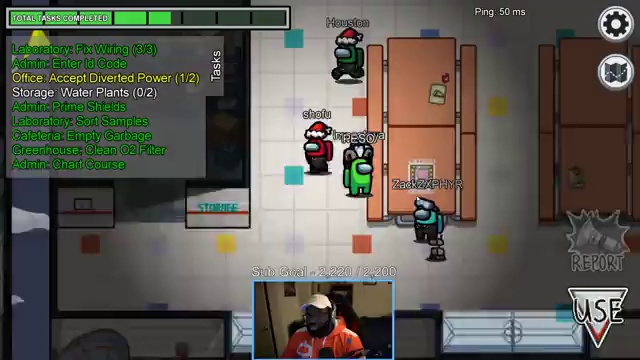 TOTAL TASKS COMPLETED
Ping: 50 ms
Houston
Laboratory: Fix Wiring (3/3)
Admin: Enter Id Code
Office: Accept Diverted Power (1/2)
Storage: Water Plants (0/2)
Admin: Prime Shields
Laboratory: Sort Samples
Cafeteria: Empty Garbage
Greenhouse: Clean O2 Filter
Admin: Chart Course
Tasks
shofu
ZackZXPHYR
STORAGE
REPORT
Sub Goal - 2,220 / 2,200
USE